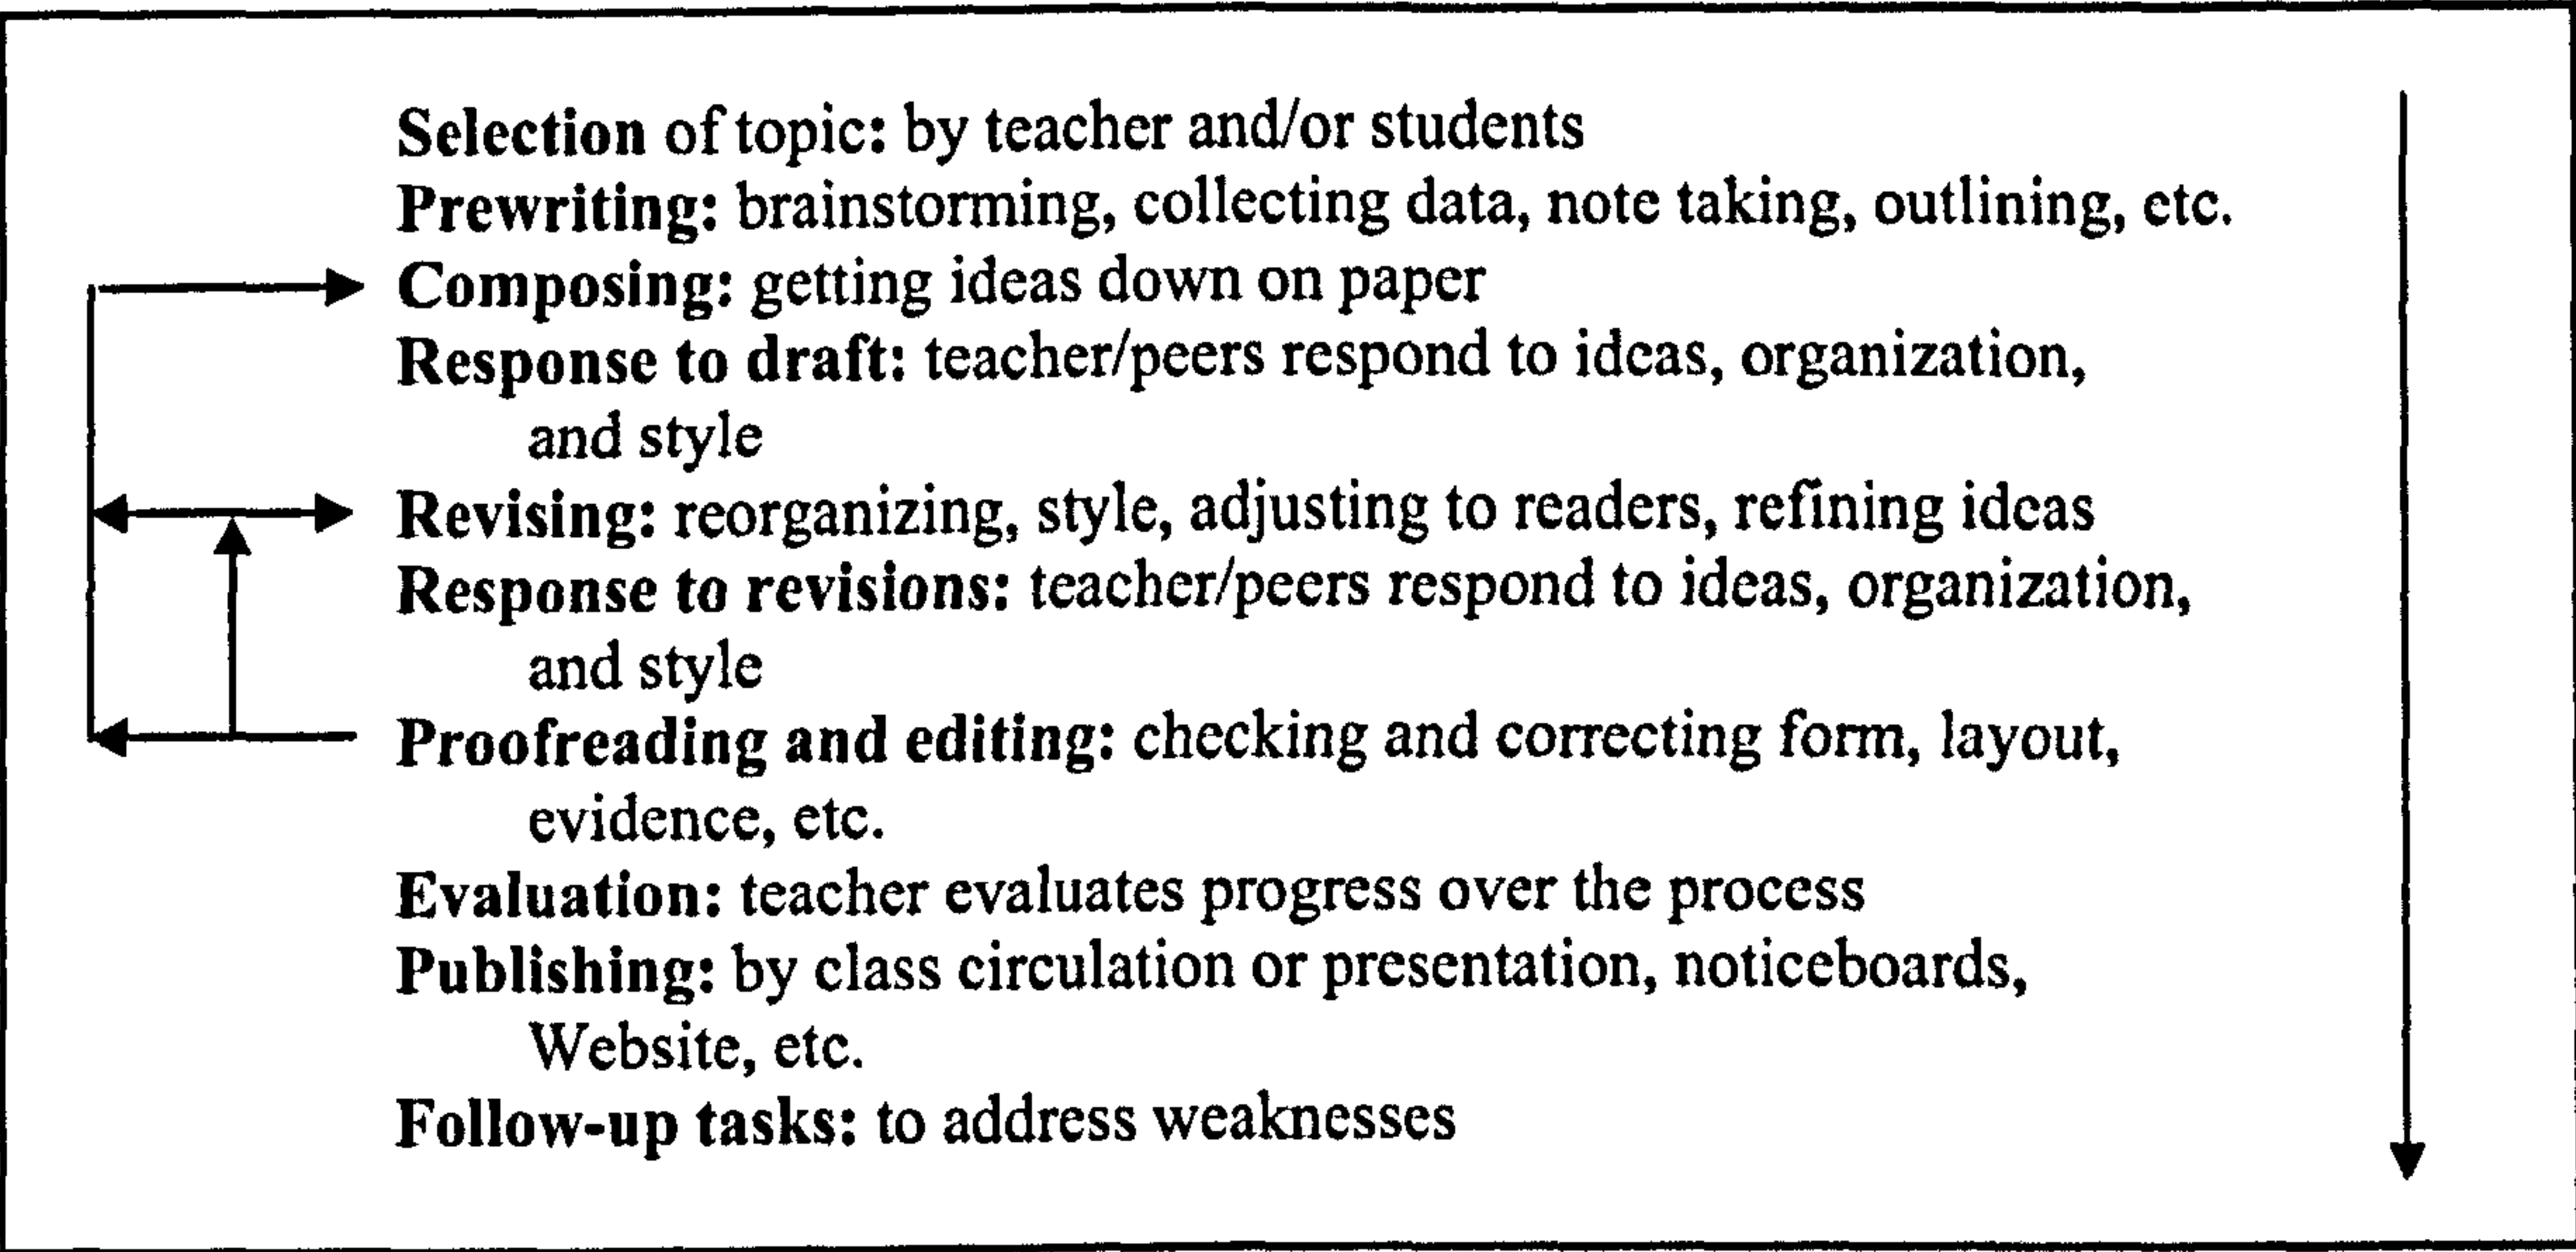 Selection of topic: by teacher and/or students
Prewriting: brainstorming, collecting data, note taking, outlining, etc.
Composing: getting ideas down on paper
Response to draft: teacher/peers respond to ideas, organization,
and style
Revising: reorganizing, style, adjusting to readers, refining ideas
Response to revisions: teacher/peers respond to ideas, organization,
and style
Proofreading and editing: checking and correcting form, layout,
evidence, etc.
Evaluation: teacher evaluates progress over the process
Publishing: by class circulation or presentation, noticeboards,
Website, etc.
Follow-up tasks: to address weaknesses